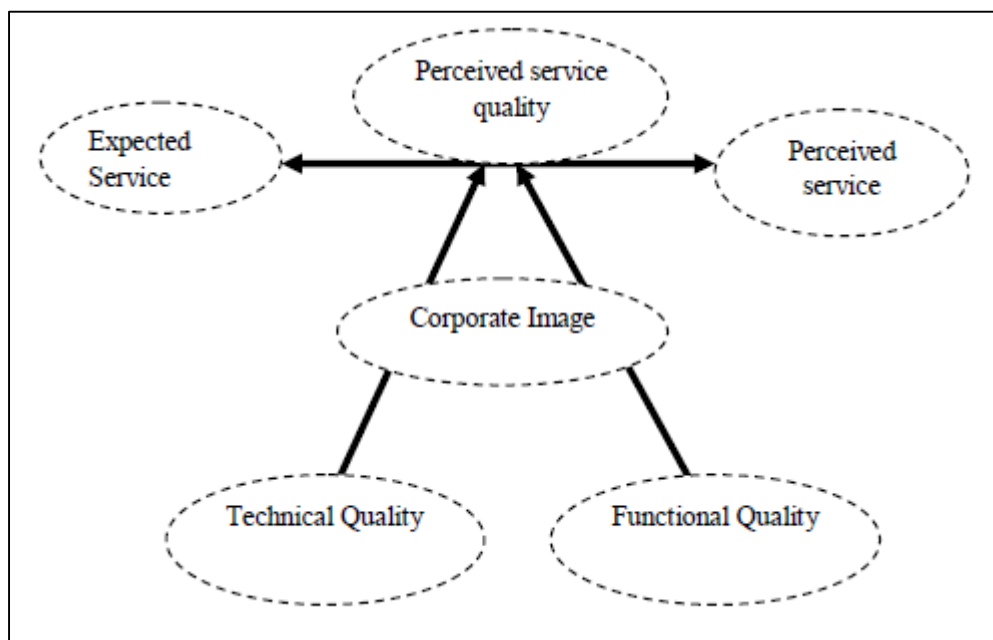 Perceived service
quality
Expected
Service
Perceived
service
Corporate Image
Technical Quality
Functional Quality